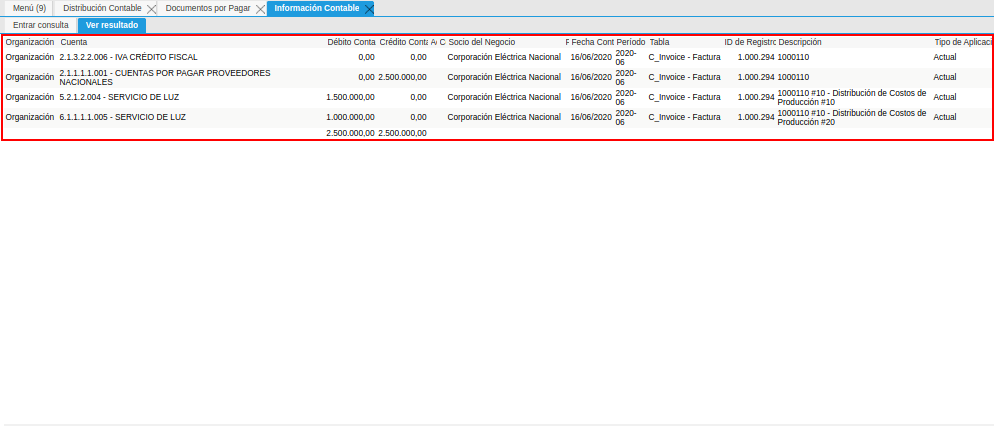 Menú (9) Distribución Contable Documentos por Pagar Información Contable
Entrar consulta Ver resultado
Organización Cuenta Débito Conta Crédito Conta C Socio del Negocio F Fecha Cont Período Tabla ID de Registro Descripción Tipo de Aplicaci
Organización 2.1.3.2.2.006 - IVA CRÉDITO FISCAL 0,00 0,00 Corporación Eléctrica Nacional 16/06/2020 2020-06 C_Invoice - Factura 1.000.294 1000110 Actual
Organización 2.1.1.1.1.001 - CUENTAS POR PAGAR PROVEEDORES NACIONALES 0,00 2.500.000,00 Corporación Eléctrica Nacional 16/06/2020 2020-06 C_Invoice - Factura 1.000.294 1000110 Actual
Organización 5.2.1.2.004 - SERVICIO DE LUZ 1.500.000,00 0,00 Corporación Eléctrica Nacional 16/06/2020 2020-06 C_Invoice - Factura 1.000.294 1000110 #10 - Distribución de Costos de Producción #10 Actual
Organización 6.1.1.1.1.005 - SERVICIO DE LUZ 1.000.000,00 0,00 Corporación Eléctrica Nacional 16/06/2020 2020-06 C_Invoice - Factura 1.000.294 1000110 #10 - Distribución de Costos de Producción #20 Actual
2.500.000,00 2.500.000,00